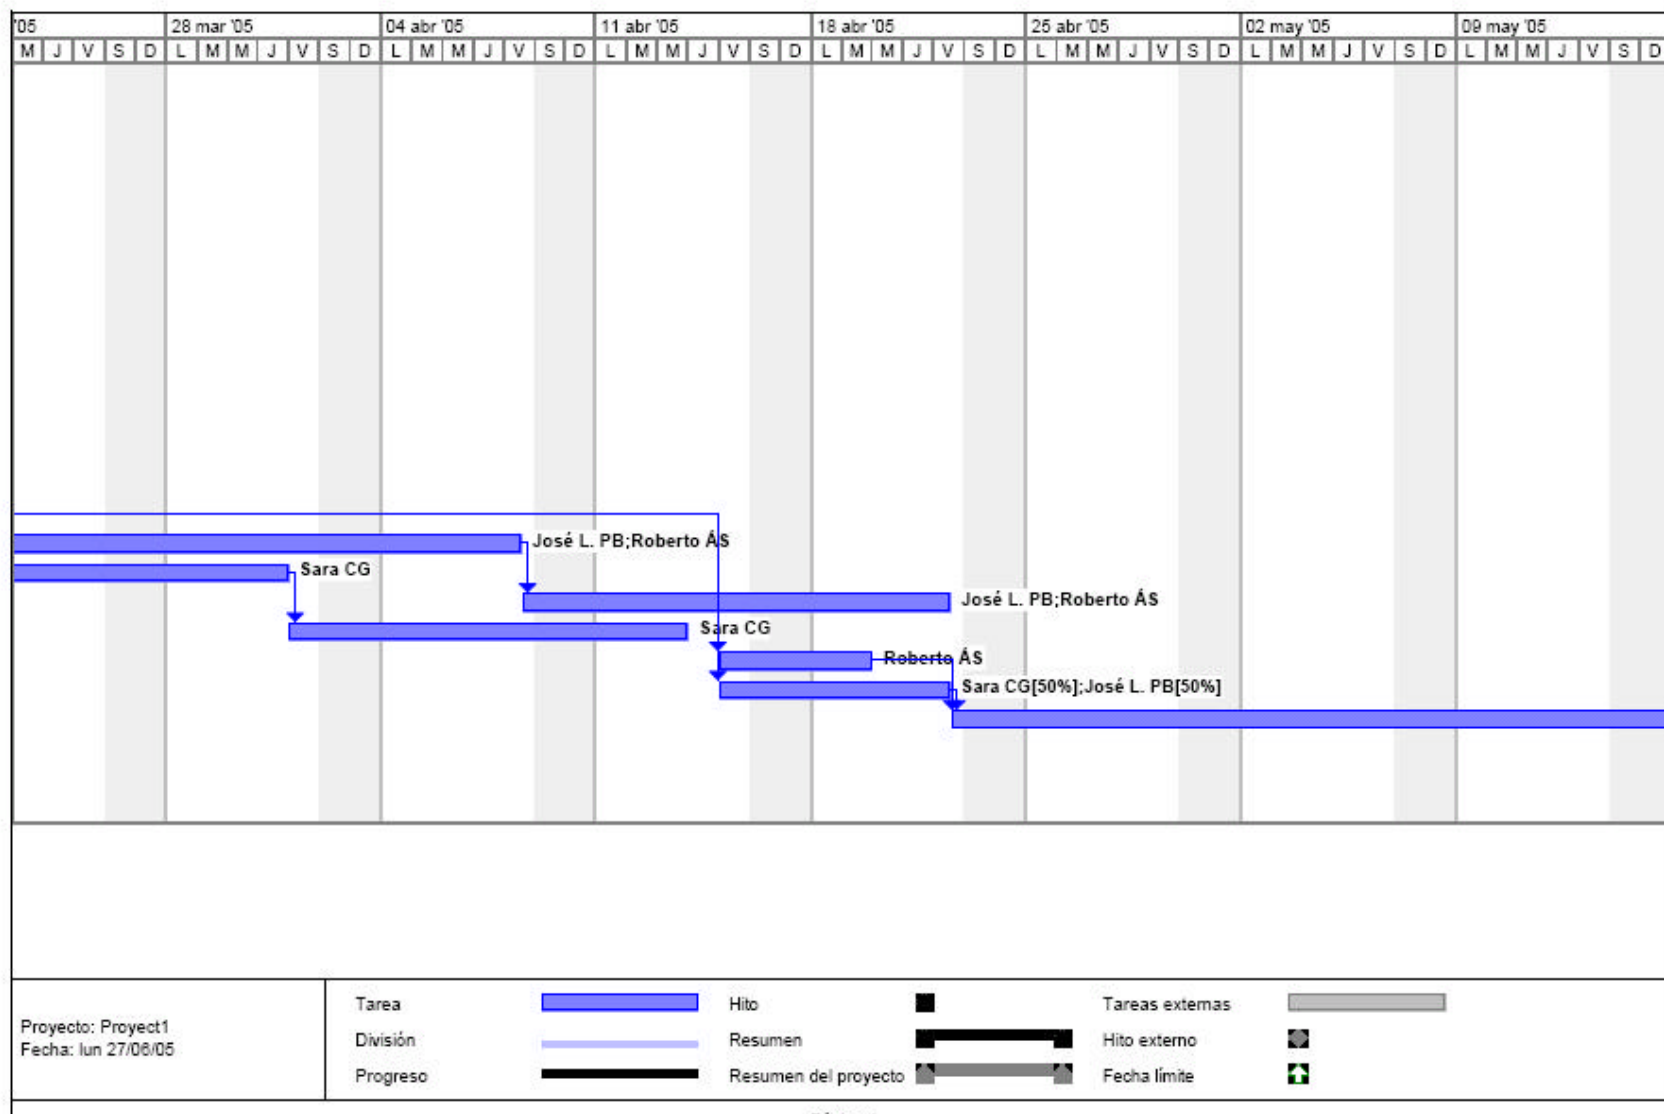 '05 28 mar '05 04 abr '05 11 abr '05 18 abr '05 25 abr '05 02 may '05 09 may '05
M J V S D L M M J V S D L M M J V S D L M M J V S D L M M J V S D L M M J V S D L M M J V S D L M M J V S D
José L. PB;Roberto ÁS
Sara CG
José L. PB;Roberto ÁS
Sara CG
Roberto ÁS
Sara CG[50%];José L. PB[50%]
Proyecto: Proyect1
Fecha: lun 27/06/05
Tarea Hito Tareas externas
División Resumen Hito externo
Progreso Resumen del proyecto Fecha límite